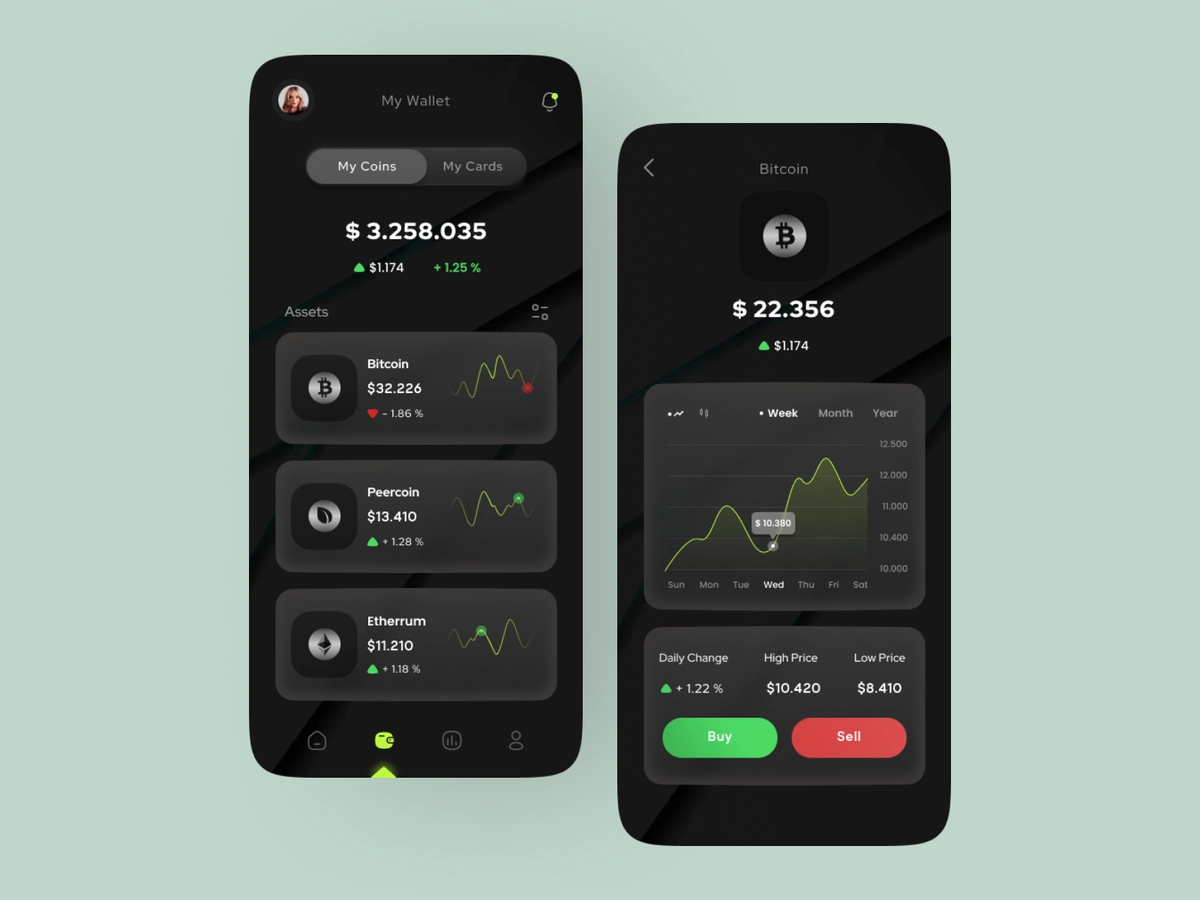 My Wallet
My Coins My Cards
$ 3.258.035
$1.174 + 1.25 %
Assets
Bitcoin
$32.226
- 1.86 %
Peercoin
$13.410
+ 1.28 %
Etherrum
$11.210
+ 1.18 %
Bitcoin
$ 22.356
$1.174
Week Month Year
12.500
12.000
11.000
$ 10.380
10.400
10.000
Sun Mon Tue Wed Thu Fri Sat
Daily Change High Price Low Price
+ 1.22 % $10.420 $8.410
Buy Sell